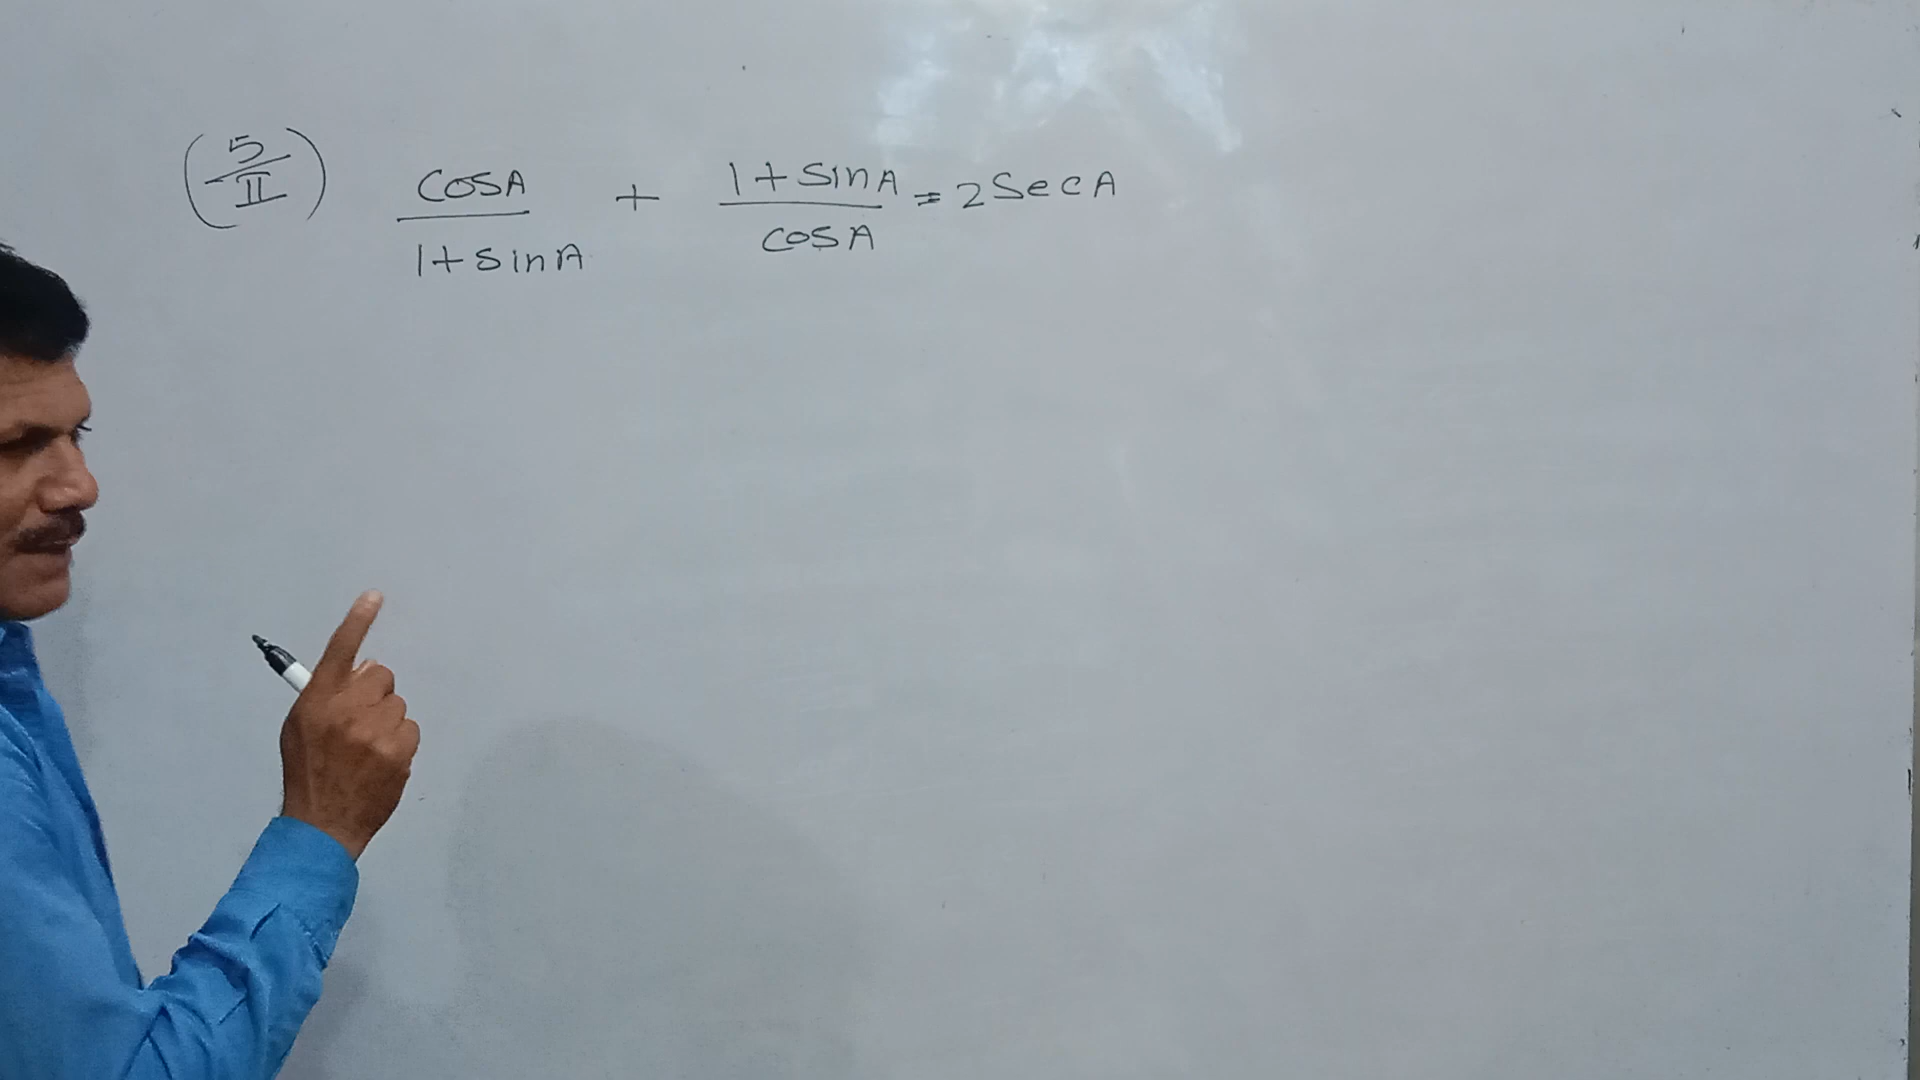 (5/II) cosA/1+sinA + 1+sinA/cosA = 2SecA